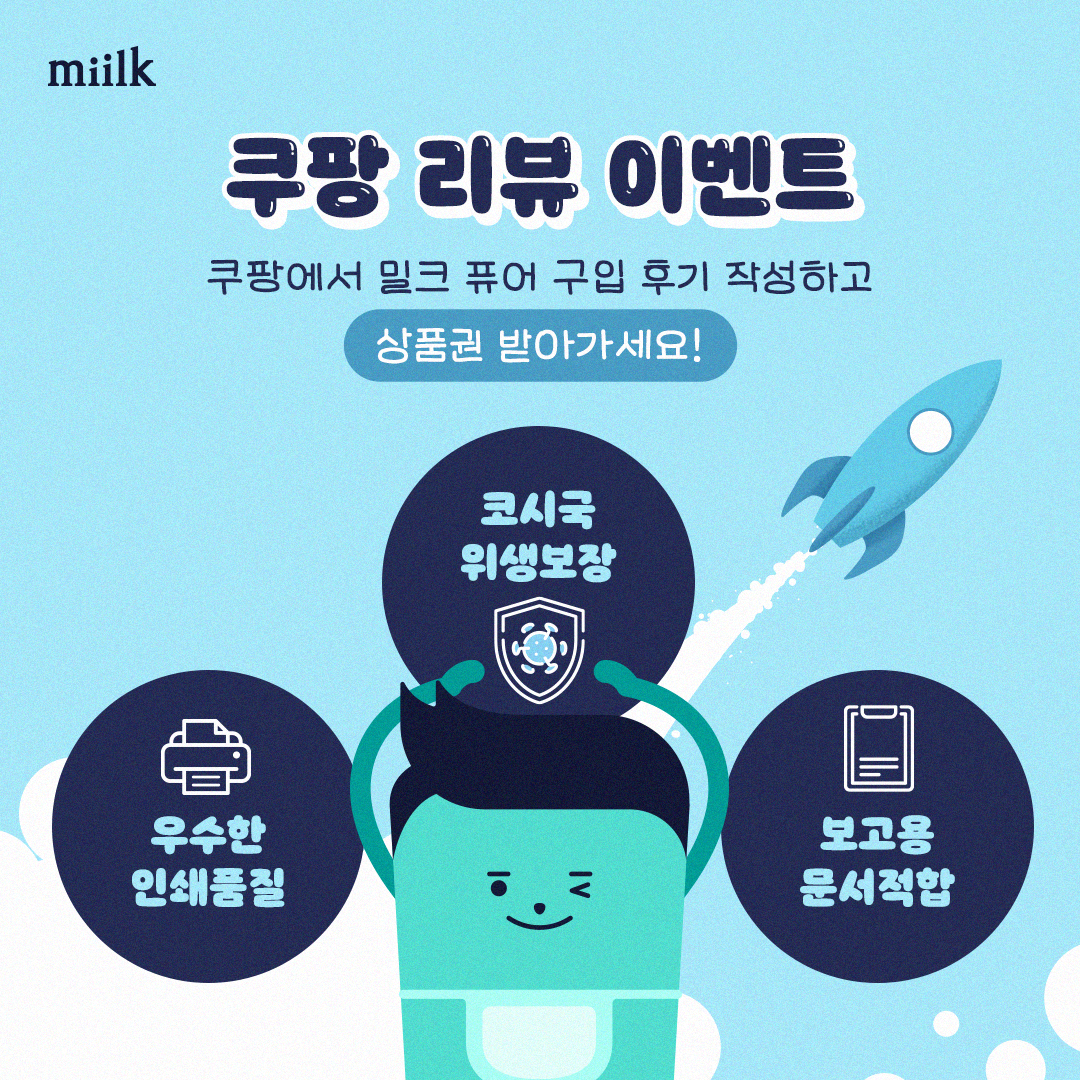 miilk
쿠팡 리뷰 이벤트
쿠팡에서 밀크 퓨어 구입 후기 작성하고
상품권 받아가세요!
코시국
위생보장
우수한
인쇄품질
보고용
문서적합